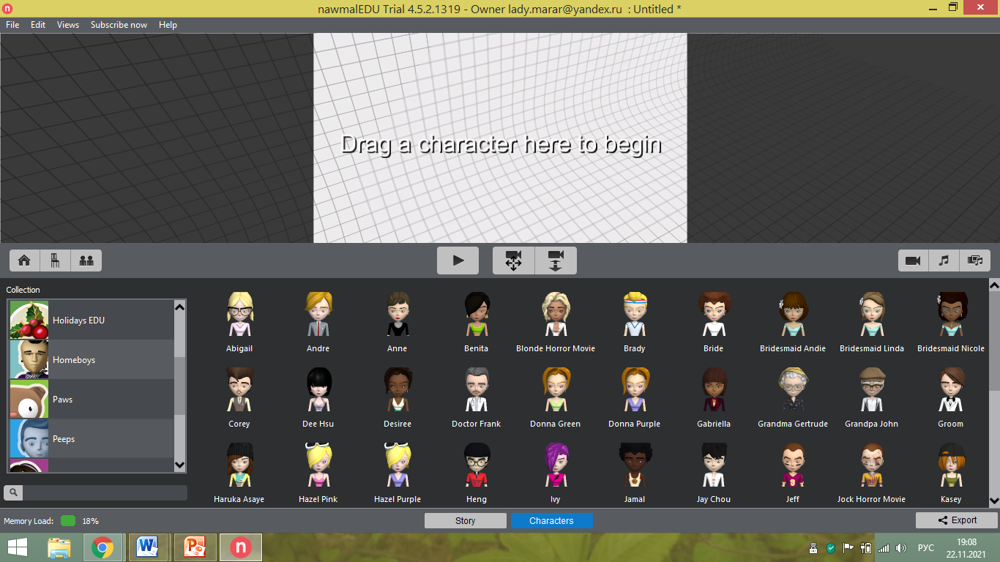 nawmalEDU Trial 4.5.2.1319 - Owner lady.marar@yandex.ru : Untitled *
File Edit Views Subscribe now Help
Drag a character here to begin
Collection
Holidays EDU
Homeboys
Paws
Peeps
Abigail Andre Anne Benita Blonde Horror Movie Brady Bride Bridesmaid Andie Bridesmaid Linda Bridesmaid Nicole
Corey Dee Hsu Desiree Doctor Frank Donna Green Donna Purple Gabriella Grandma Gertrude Grandpa John Groom
Haruka Asaye Hazel Pink Hazel Purple Heng Ivy Jamal Jay Chou Jeff Jock Horror Movie Kasey
Memory Load: 18% Story Characters Export
РУС 19:08
22.11.2021